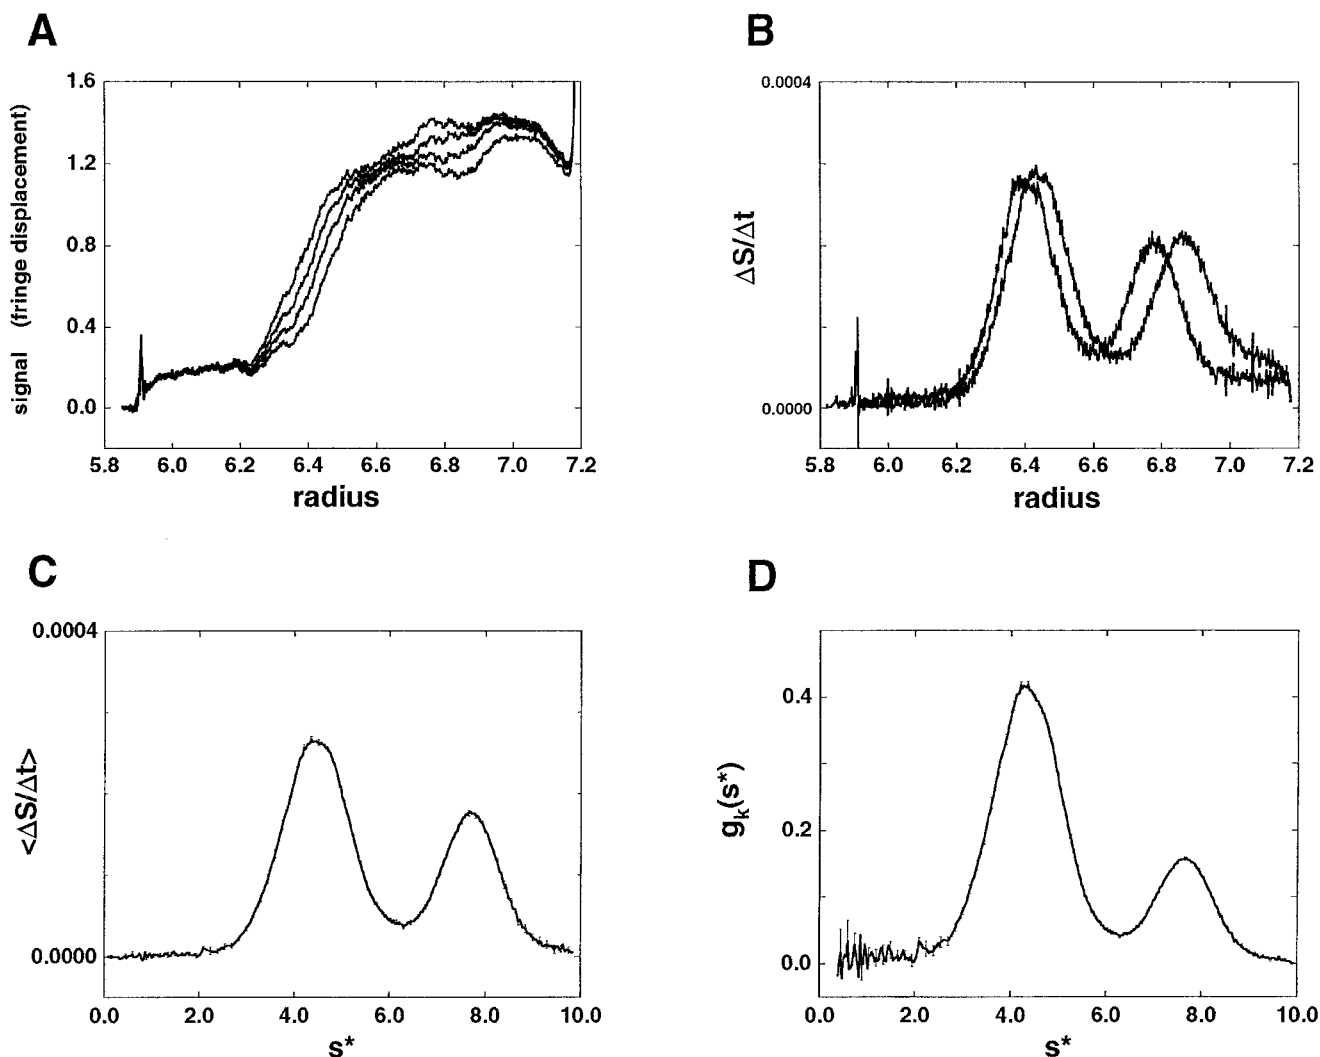 A
B
1.6
1.2
0.8
0.4
0.0
signal (fringe displacement)
5.8 6.0 6.2 6.4 6.6 6.8 7.0 7.2
radius
0.0004
0.0000
ΔS/Δt
5.8 6.0 6.2 6.4 6.6 6.8 7.0 7.2
radius
C
D
0.0004
0.0000
<ΔS/Δt>
0.0 2.0 4.0 6.0 8.0 10.0
s*
0.4
0.2
0.0
gk(s*)
0.0 2.0 4.0 6.0 8.0 10.0
s*